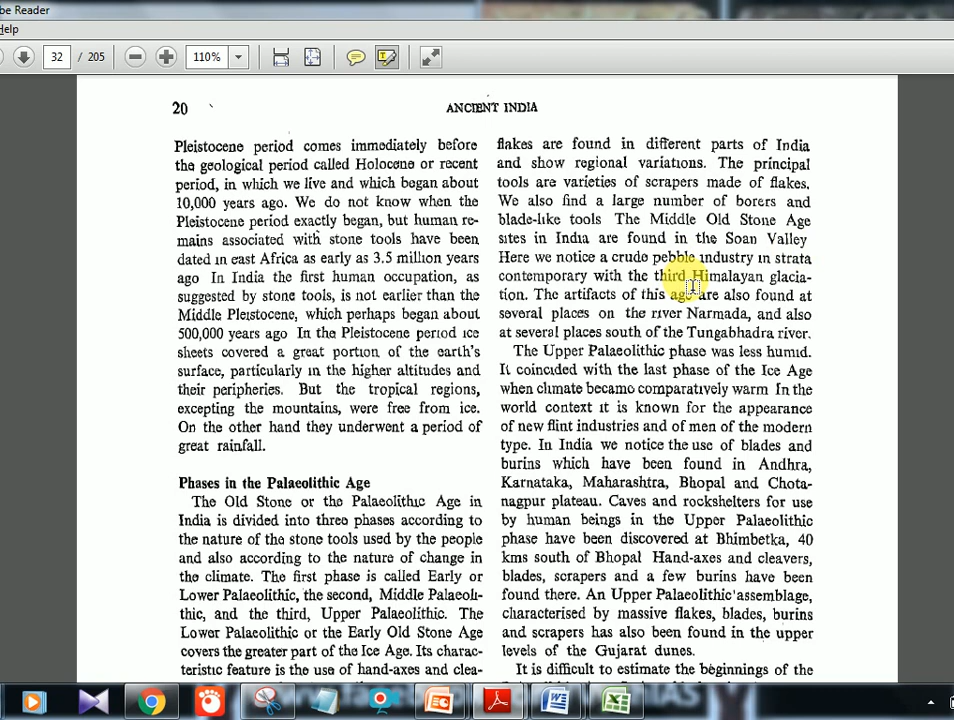 be Reader
Help
32 / 205
110%
20
ANCIENT INDIA
Pleistocene period comes immediately before
the geological period called Holocene or recent
period, in which we live and which began about
10,000 years ago. We do not know when the
Pleistocene period exactly began, but human re-
mains associated with stone tools have been
dated in east Africa as early as 3.5 million years
ago In India the first human occupation, as
suggested by stone tools, is not earlier than the
Middle Pleistocene, which perhaps began about
500,000 years ago In the Pleistocene period ice
sheets covered a great portion of the earth's
surface, particularly in the higher altitudes and
their peripheries. But the tropical regions,
excepting the mountains, were free from ice.
On the other hand they underwent a period of
great rainfall.
Phases in the Palaeolithic Age
The Old Stone or the Palaeolithic Age in
India is divided into three phases according to
the nature of the stone tools used by the people
and also according to the nature of change in
the climate. The first phase is called Early or
Lower Palaeolithic, the second, Middle Palaeoli-
thic, and the third, Upper Palaeolithic. The
Lower Palaeolithic or the Early Old Stone Age
covers the greater part of the Ice Age. Its charac-
teristic feature is the use of hand-axes and clea-
flakes are found in different parts of India
and show regional variations. The principal
tools are varieties of scrapers made of flakes.
We also find a large number of borers and
blade-like tools The Middle Old Stone Age
sites in India are found in the Soan Valley
Here we notice a crude pebble industry in strata
contemporary with the third Himalayan glacia-
tion. The artifacts of this age are also found at
several places on the river Narmada, and also
at several places south of the Tungabhadra river.
The Upper Palaeolithic phase was less humid.
It coincided with the last phase of the Ice Age
when climate became comparatively warm In the
world context it is known for the appearance
of new flint industries and of men of the modern
type. In India we notice the use of blades and
burins which have been found in Andhra,
Karnataka, Maharashtra, Bhopal and Chota-
nagpur plateau. Caves and rockshelters for use
by human beings in the Upper Palaeolithic
phase have been discovered at Bhimbetka, 40
kms south of Bhopal Hand-axes and cleavers,
blades, scrapers and a few burins have been
found there. An Upper Palaeolithic assemblage,
characterised by massive flakes, blades, burins
and scrapers has also been found in the upper
levels of the Gujarat dunes.
It is difficult to estimate the beginnings of the